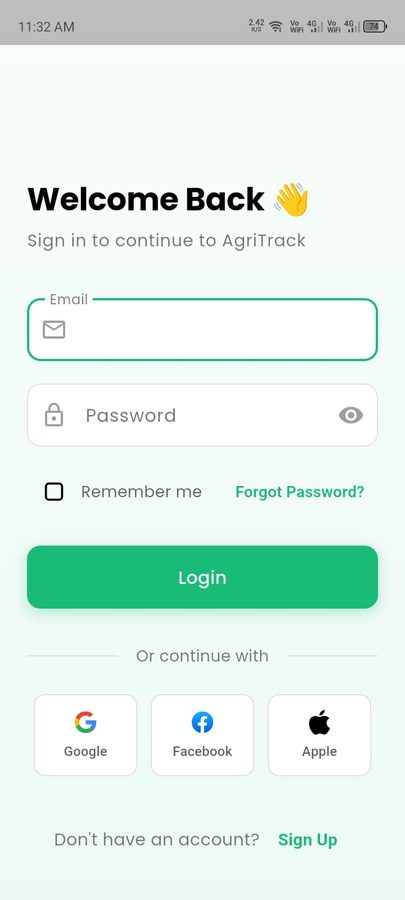 11:32 AM
2.42 K/S Vo WiFi 4G Vo WiFi 4G 74
Welcome Back 👋
Sign in to continue to AgriTrack
Email
Password
Remember me Forgot Password?
Login
Or continue with
Google Facebook Apple
Don't have an account? Sign Up